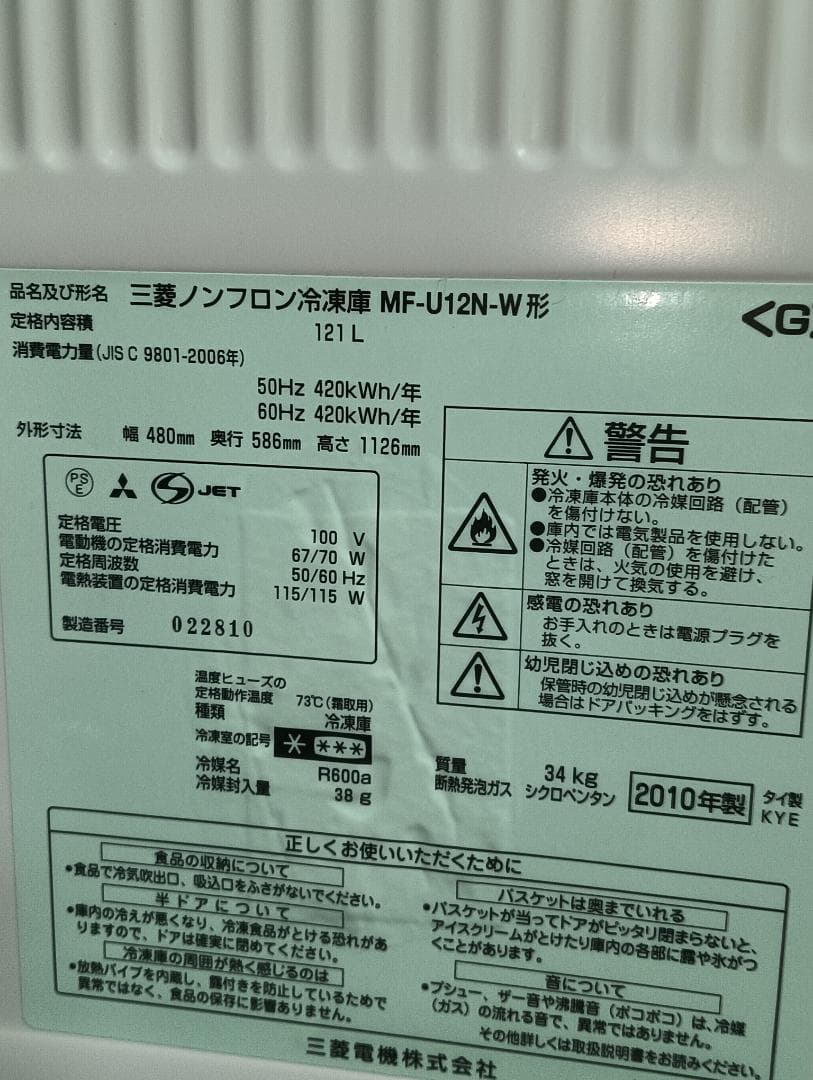 品名及び形名 三菱ノンフロン冷凍庫 MF-U12N-W形
<G
定格内容積 121 L
消費電力量(JIS C 9801-2006年)
50Hz 420kWh/年
60Hz 420kWh/年
外形寸法 幅 480mm 奥行 586mm 高さ 1126mm
PS
E
JET
定格電圧 100 V
電動機の定格消費電力 67/70 W
定格周波数 50/60 Hz
電熱装置の定格消費電力 115/115 W
製造番号 022810
温度ヒューズの
定格動作温度 73℃(霜取用)
種類 冷凍庫
冷凍室の記号 * ***
冷媒名 R600a
冷媒封入量 38 g
警告
発火・爆発の恐れあり
●冷凍庫本体の冷媒回路(配管)
を傷付けない。
●庫内では電気製品を使用しない。
●冷媒回路(配管)を傷付けた
ときは、火気の使用を避け、
窓を開けて換気する。
感電の恐れあり
お手入れのときは電源プラグを
抜く。
幼児閉じ込めの恐れあり
保管時の幼児閉じ込めが懸念される
場合はドアパッキングをはずす。
質量 34 kg
断熱発泡ガス シクロペンタン
2010年製
タイ製
KYE
正しくお使いいただくために
食品の収納について
•食品で冷気吹出口、吸込口をふさがないでください。
半ドアについて
•庫内の冷えが悪くなり、冷凍食品がとける恐れがあ
りますので、ドアは確実に閉めてください。
冷凍庫の周囲が熱く感じるのは
•放熱パイプを内蔵し、露付きを防止しているためで
異常ではなく、食品の保存に影響ありません。
バスケットは奥までいれる
•バスケットが当ってドアがピッタリ閉まらないと、
アイスクリームがとけたり庫内の各部に露や氷がつ
くことがあります。
音について
•プシュー、ザー音や沸騰音(ポコポコ)は、冷媒
(ガス)の流れる音で、異常ではありません。
その他詳しくは取扱説明書をお読みください。
三菱電機株式会社